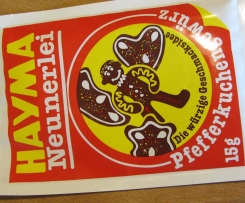 HAYMA
Neunerlei
Die würzige Geschmacksidee
Pfefferkuchengewürz
15g